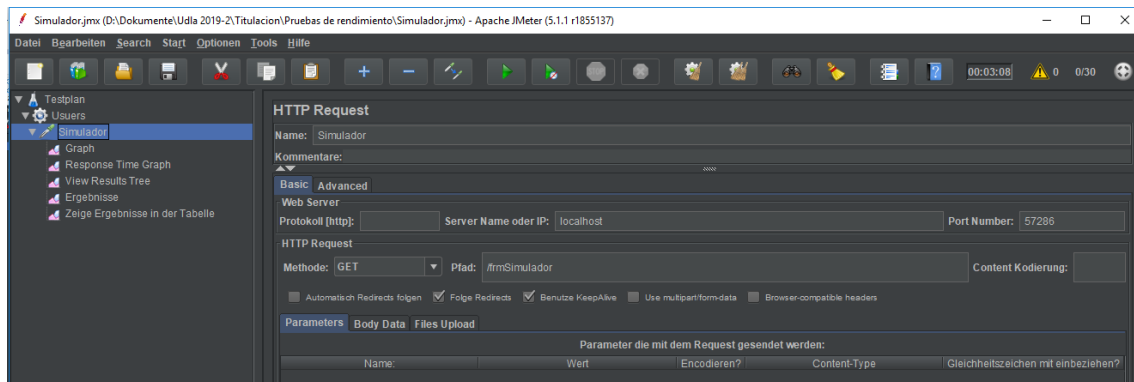 Simulador.jmx (D:\Dokumente\Udla 2019-2\Titulacion\Pruebas de rendimiento\Simulador.jmx) - Apache JMeter (5.1.1 r1855137)
Datei Bearbeiten Search Start Optionen Tools Hilfe
00:03:08 0 0/30
Testplan
Usuers
Simulador
Graph
Response Time Graph
View Results Tree
Ergebnisse
Zeige Ergebnisse in der Tabelle
HTTP Request
Name: Simulador
Kommentare:
Basic Advanced
Web Server
Protokoll [http]: Server Name oder IP: localhost Port Number: 57286
HTTP Request
Methode: GET Pfad: /frmSimulador Content Kodierung:
Automatisch Redirects folgen Folge Redirects Benutze KeepAlive Use multipart/form-data Browser-compatible headers
Parameters Body Data Files Upload
Parameter die mit dem Request gesendet werden:
Name: Wert Encodieren? Content-Type Gleichheitszeichen mit einbeziehen?